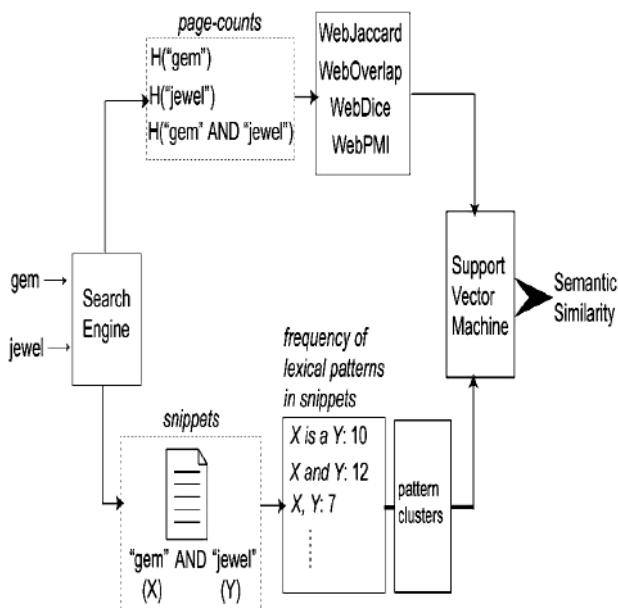 page-counts
H("gem")
H("jewel")
H("gem" AND "jewel")
WebJaccard
WebOverlap
WebDice
WebPMI
gem
jewel
Search
Engine
Support
Vector
Machine
Semantic
Similarity
snippets
"gem" AND "jewel"
(X) (Y)
frequency of
lexical patterns
in snippets
X is a Y: 10
X and Y: 12
X, Y: 7
pattern
clusters